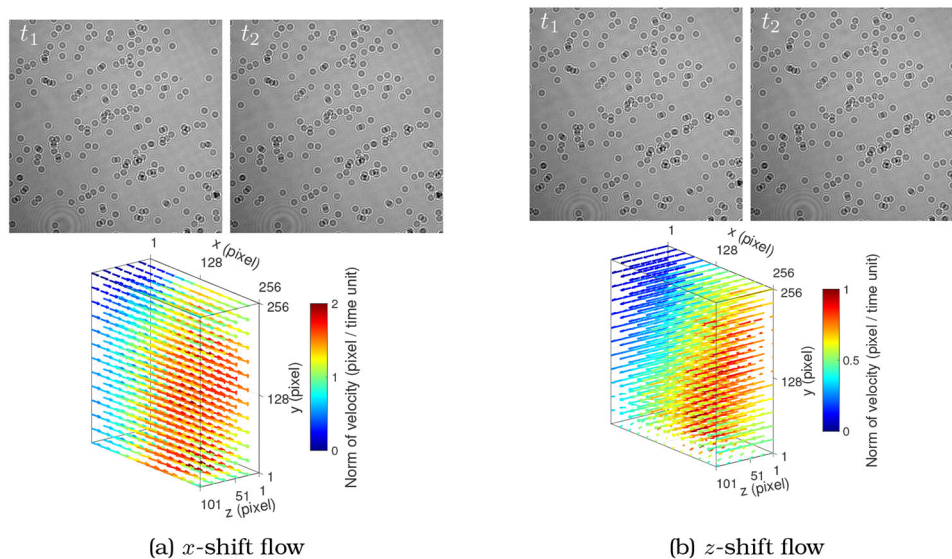 t1
t2
1
x (pixel)
128
256
256
2
1
0
Norm of velocity (pixel / time unit)
y (pixel)
128
1
1
51
101
z (pixel)
(a) x-shift flow
t1
t2
1
x (pixel)
128
256
256
1
0.5
0
Norm of velocity (pixel / time unit)
y (pixel)
128
1
1
51
101
z (pixel)
(b) z-shift flow